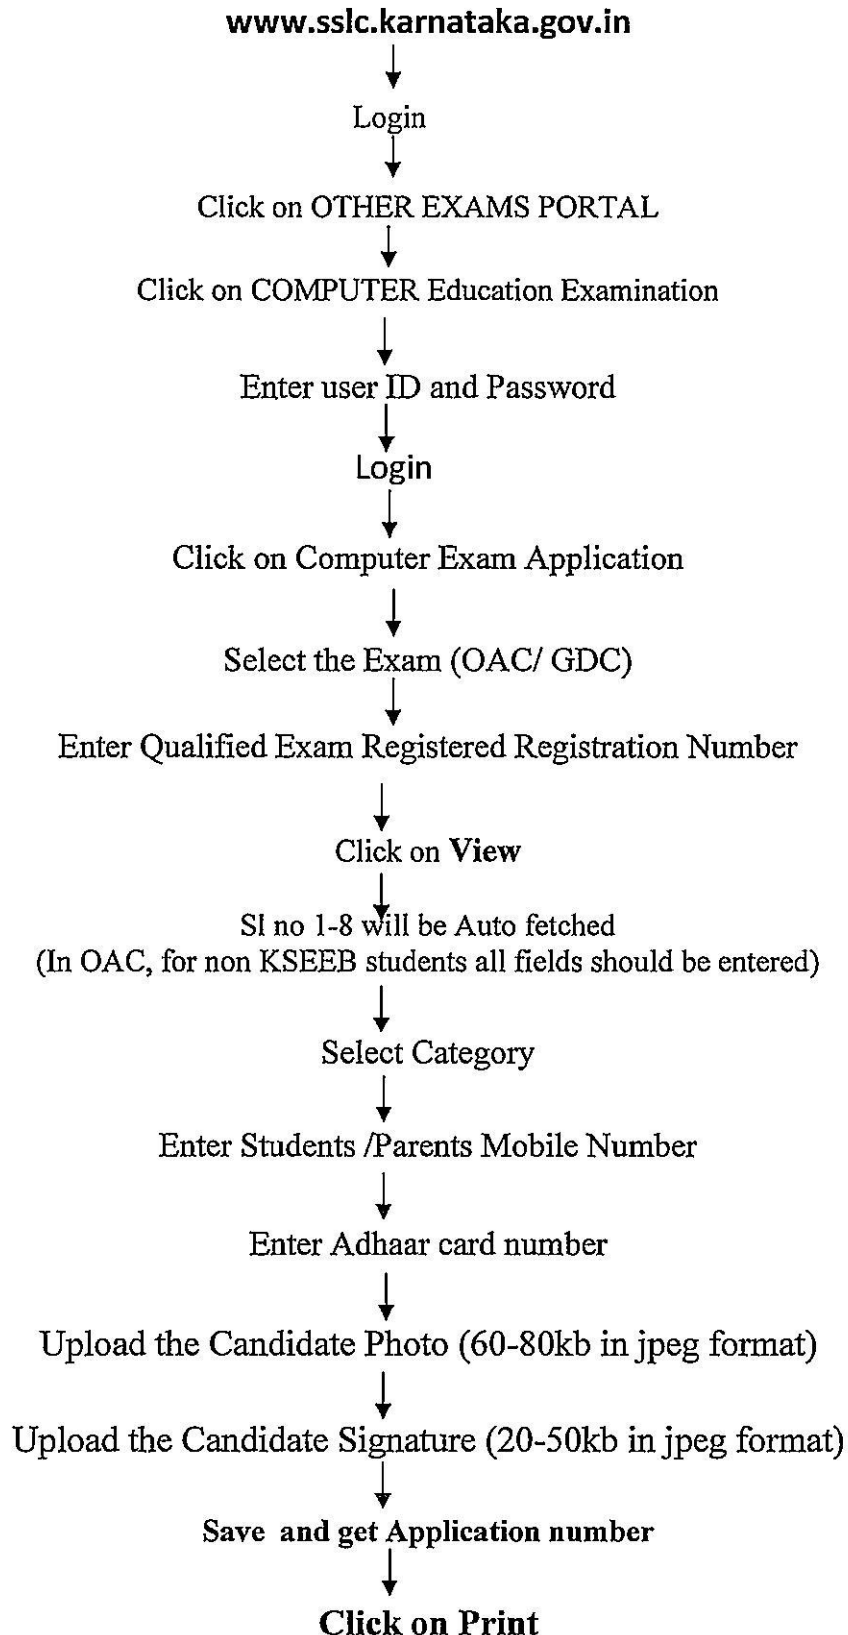 www.sslc.karnataka.gov.in
Login
Click on OTHER EXAMS PORTAL
Click on COMPUTER Education Examination
Enter user ID and Password
Login
Click on Computer Exam Application
Select the Exam (OAC/ GDC)
Enter Qualified Exam Registered Registration Number
Click on View
Sl no 1-8 will be Auto fetched
(In OAC, for non KSEEB students all fields should be entered)
Select Category
Enter Students /Parents Mobile Number
Enter Adhaar card number
Upload the Candidate Photo (60-80kb in jpeg format)
Upload the Candidate Signature (20-50kb in jpeg format)
Save and get Application number
Click on Print